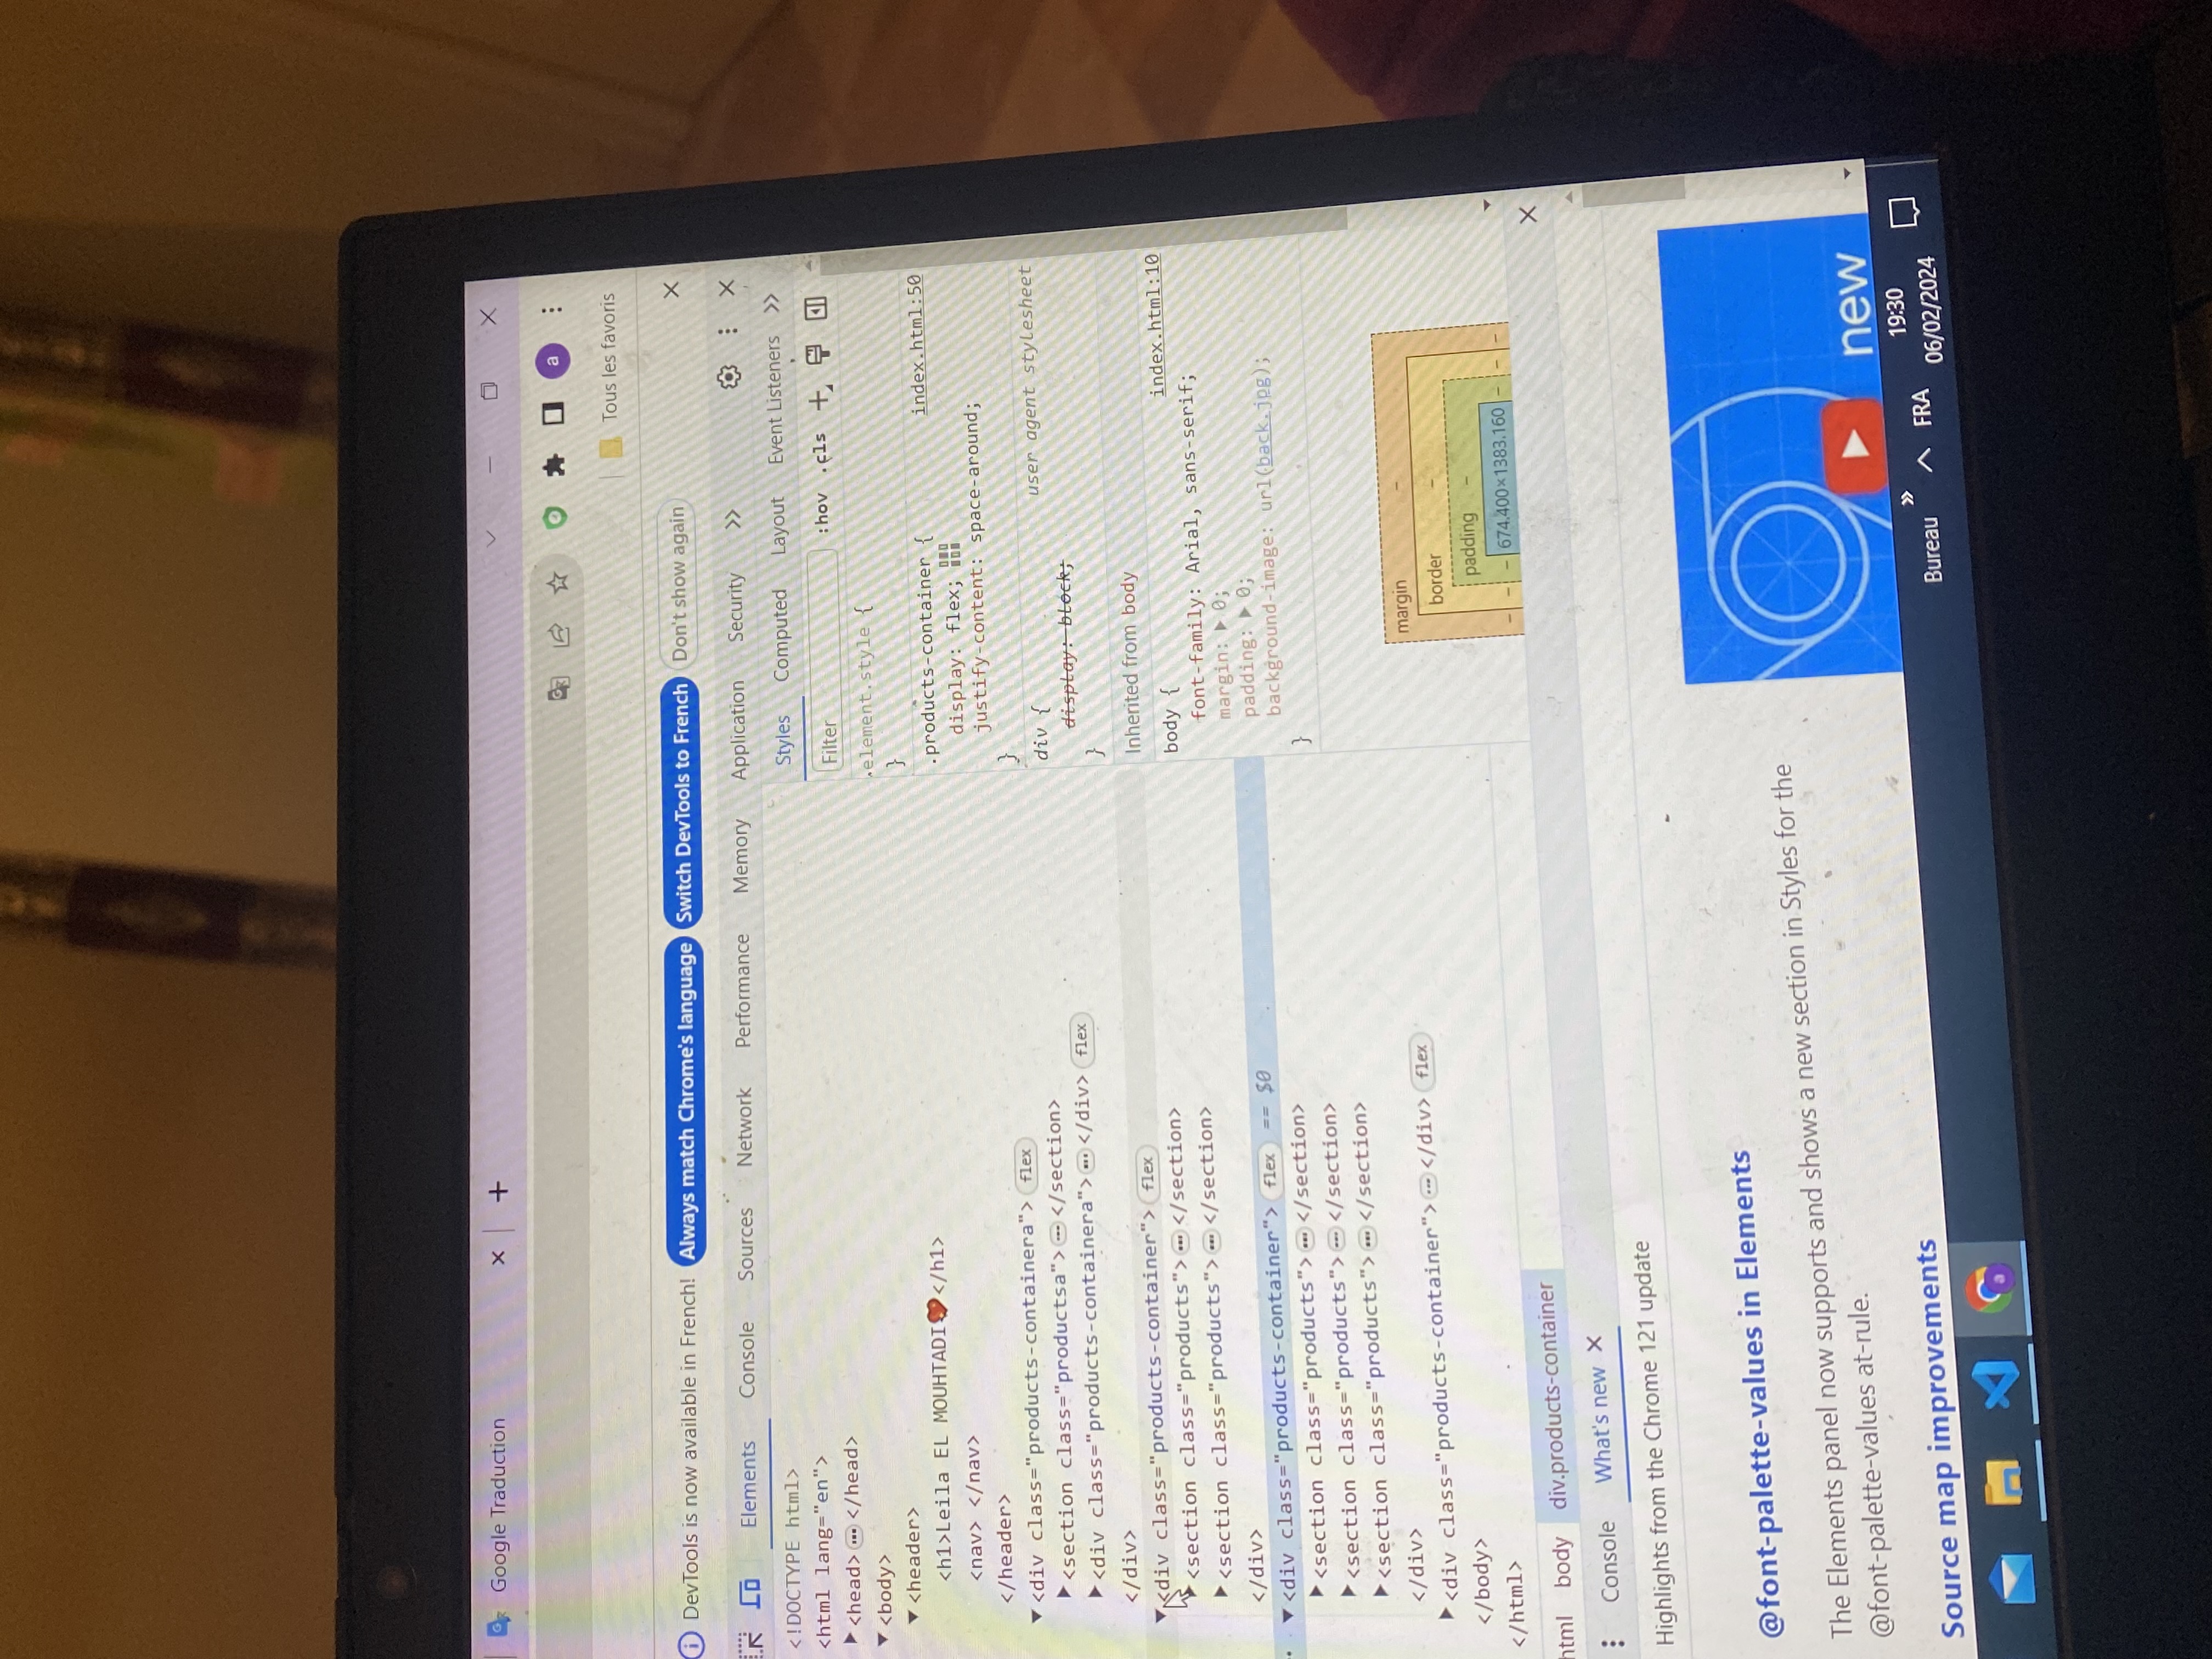 Google Traduction
a
Tous les favoris
DevTools is now available in French! Always match Chrome's language Switch DevTools to French Don't show again
Elements Console Sources Network Performance Memory Application Security
<!DOCTYPE html>
<html lang="en">
<head> </head>
<body>
<header>
<h1>Leila EL MOUHTADI💝</h1>
<nav> </nav>
</header>
<div class="products-containera"> flex
<section class="productsa"> </section>
<div class="products-containera"> </div> flex
</div>
<div class="products-container"> flex
<section class="products"> </section>
<section class="products"> </section>
</div>
<div class="products-container"> flex == $0
<section class="products"> </section>
<section class="products"> </section>
<section class="products"> </section>
</div>
<div class="products-container"> </div> flex
</body>
</html>
html body div.products-container
Styles Computed Layout Event Listeners
Filter :hov .cls
element.style {
}
.products-container { index.html:50
display: flex;
justify-content: space-around;
}
div { user agent stylesheet
display: block;
}
Inherited from body
body { index.html:10
font-family: Arial, sans-serif;
margin: 0;
padding: 0;
background-image: url(back.jpg);
}
margin –
border –
padding –
– – – 674.400×1383.160 – – –
Console What's new
Highlights from the Chrome 121 update
@font-palette-values in Elements
The Elements panel now supports and shows a new section in Styles for the
@font-palette-values at-rule.
Source map improvements
new
Bureau FRA 19:30
06/02/2024
a